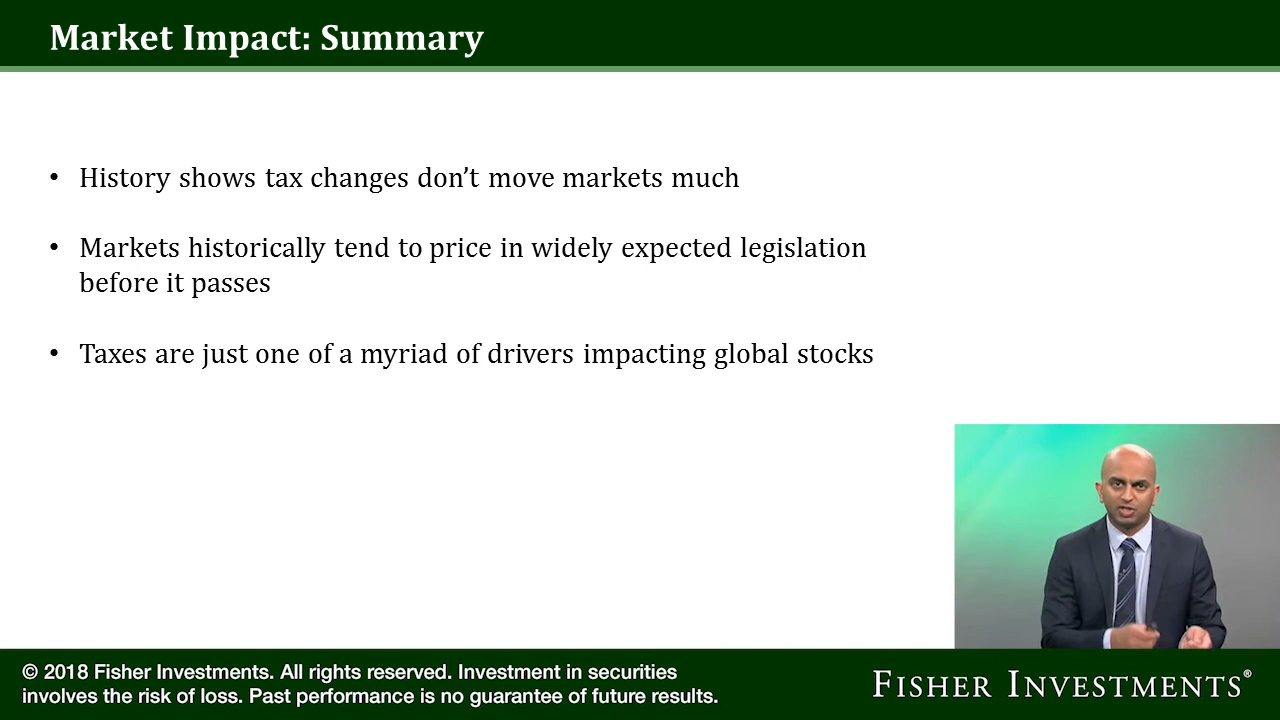 Market Impact: Summary
• History shows tax changes don’t move markets much
• Markets historically tend to price in widely expected legislation
before it passes
• Taxes are just one of a myriad of drivers impacting global stocks
© 2018 Fisher Investments. All rights reserved. Investment in securities
involves the risk of loss. Past performance is no guarantee of future results.
FISHER INVESTMENTS®